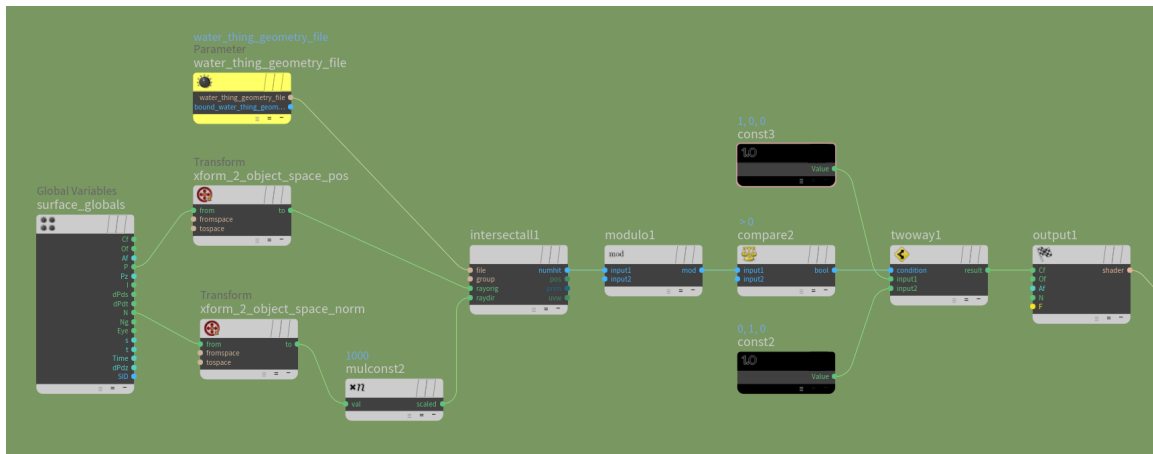 water_thing_geometry_file
Parameter
water_thing_geometry_file
water_thing_geometry_file
bound_water_thing_geom...
Transform
xform_2_object_space_pos
from
to
fromspace
tospace
Global Variables
surface_globals
Cf
Of
Af
P
Pz
I
dPds
dPdt
N
Ng
Eye
s
t
Time
dPdz
SID
Transform
xform_2_object_space_norm
from
to
fromspace
tospace
1000
mulconst2
×n
val
scaled
intersectall1
file
numhit
group
pos
rayorig
prim
raydir
uvw
modulo1
mod
input1
mod
input2
1, 0, 0
const3
1.0
Value
> 0
compare2
input1
bool
input2
0, 1, 0
const2
1.0
Value
twoway1
condition
result
input1
input2
output1
Cf
shader
Of
Af
N
F